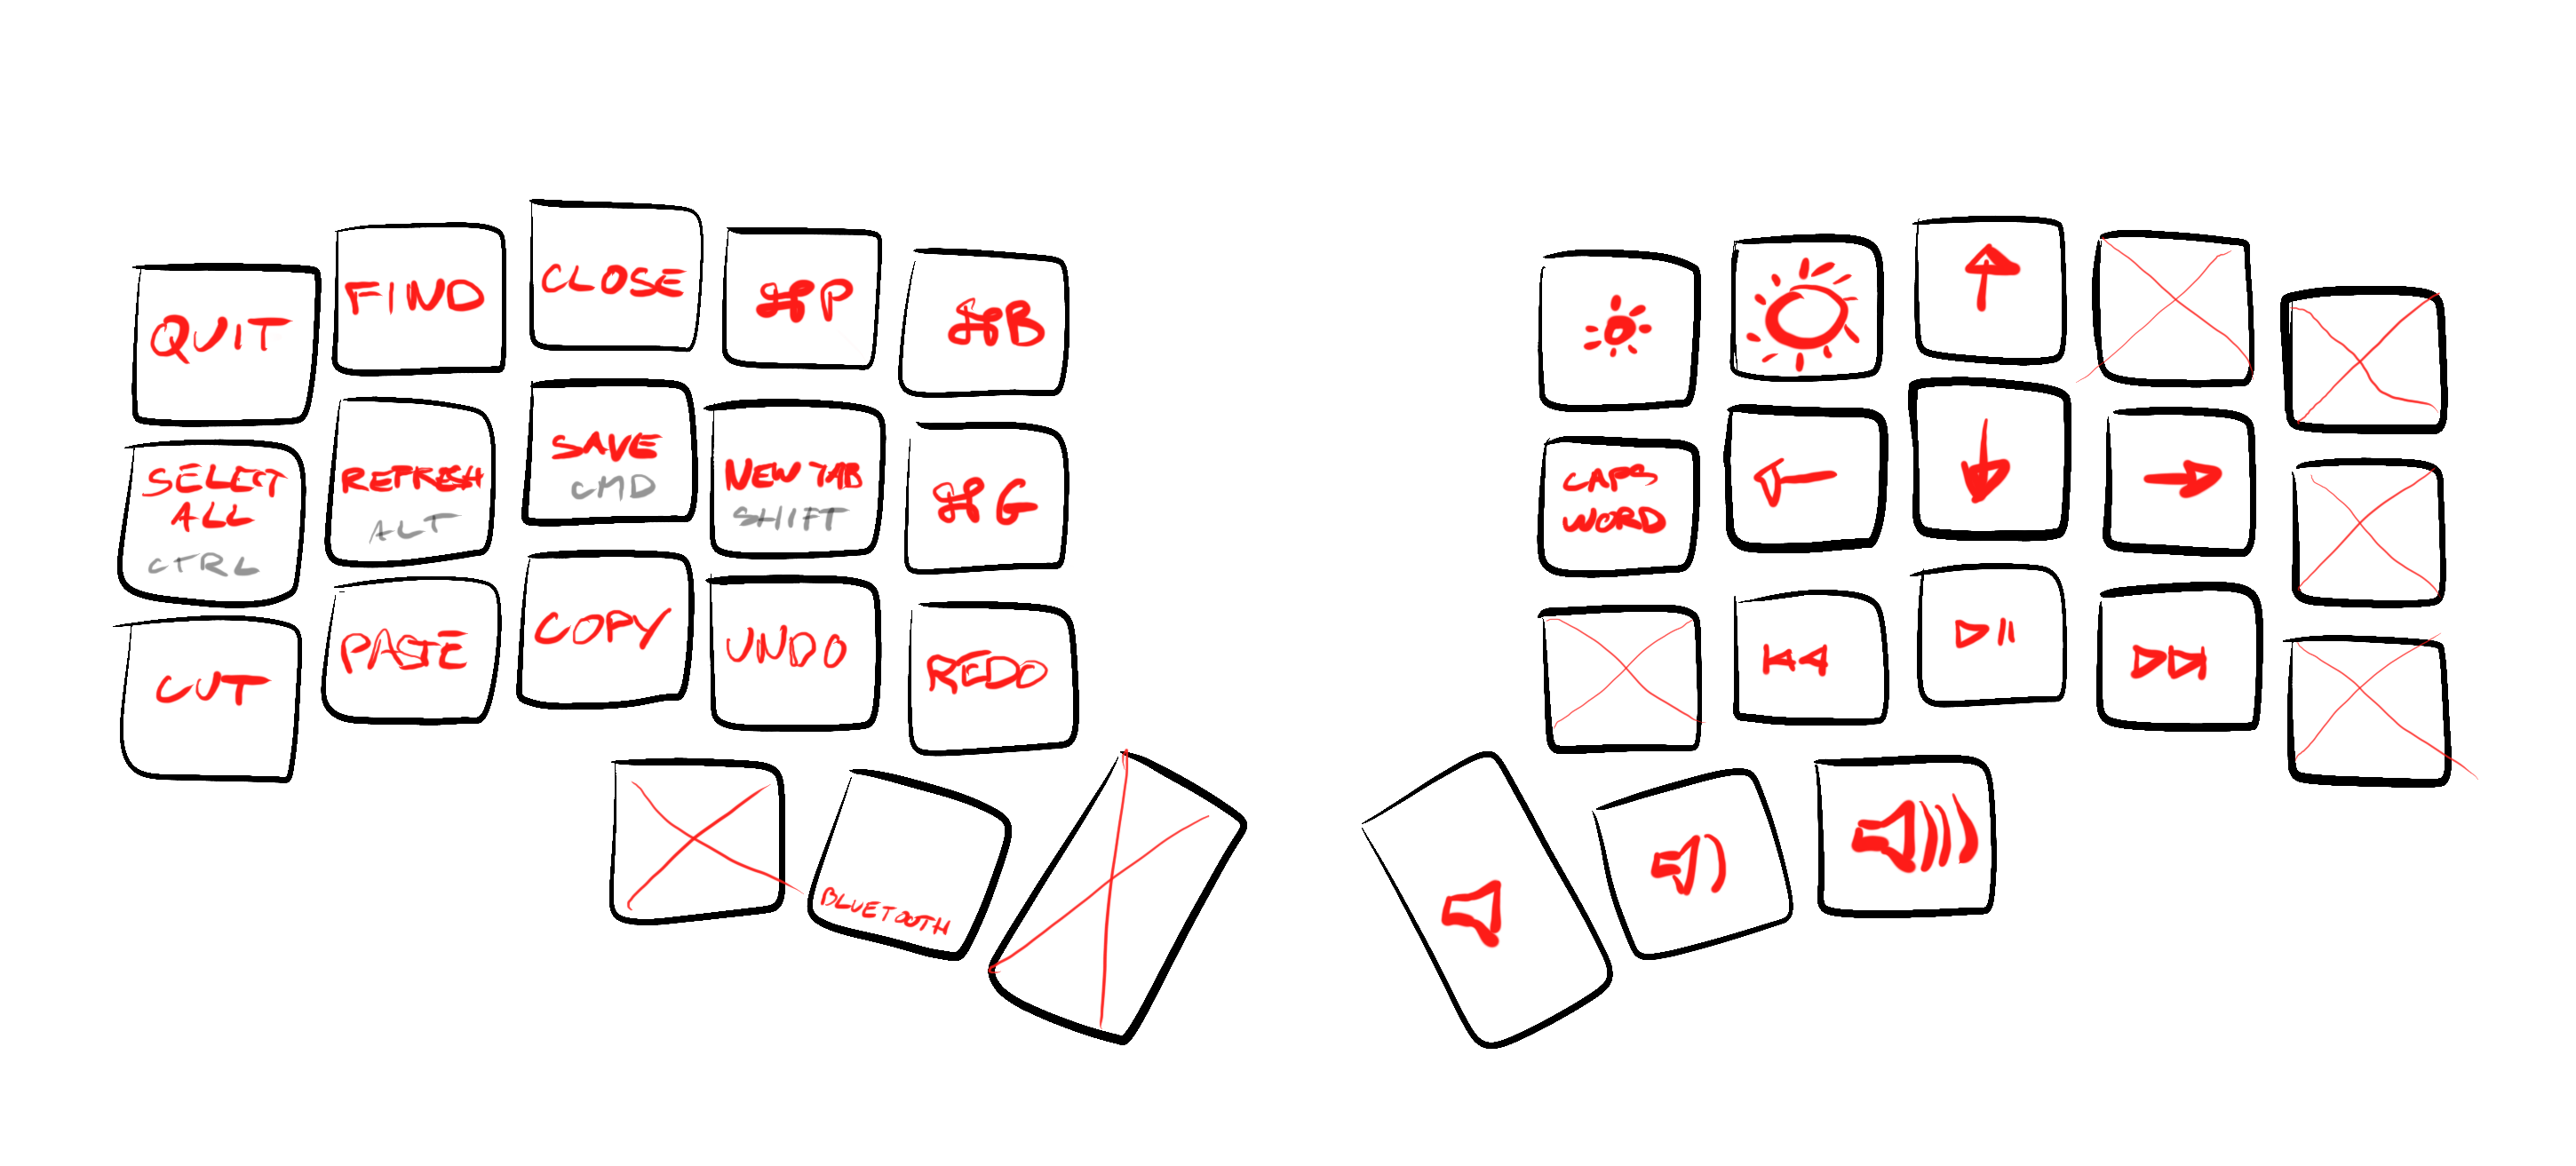 QUIT
FIND
CLOSE
⌘P
⌘B
SELECT
ALL
CTRL
REFRESH
ALT
SAVE
CMD
NEW TAB
SHIFT
⌘G
CAPS
WORD
CUT
PASTE
COPY
UNDO
REDO
BLUETOOTH